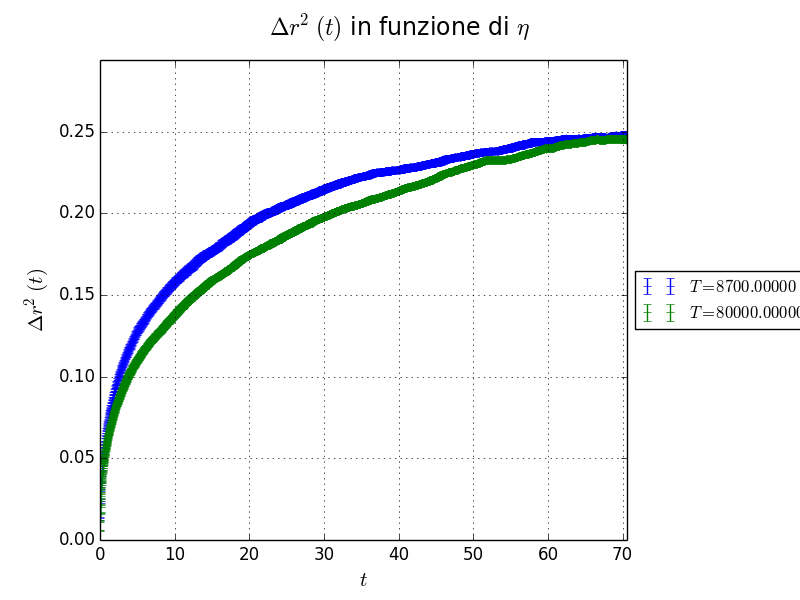 Δr² (t) in funzione di η
Δr² (t)
0.25
0.20
0.15
0.10
0.05
0.00
0 10 20 30 40 50 60 70
t
T=8700.00000
T=80000.00000